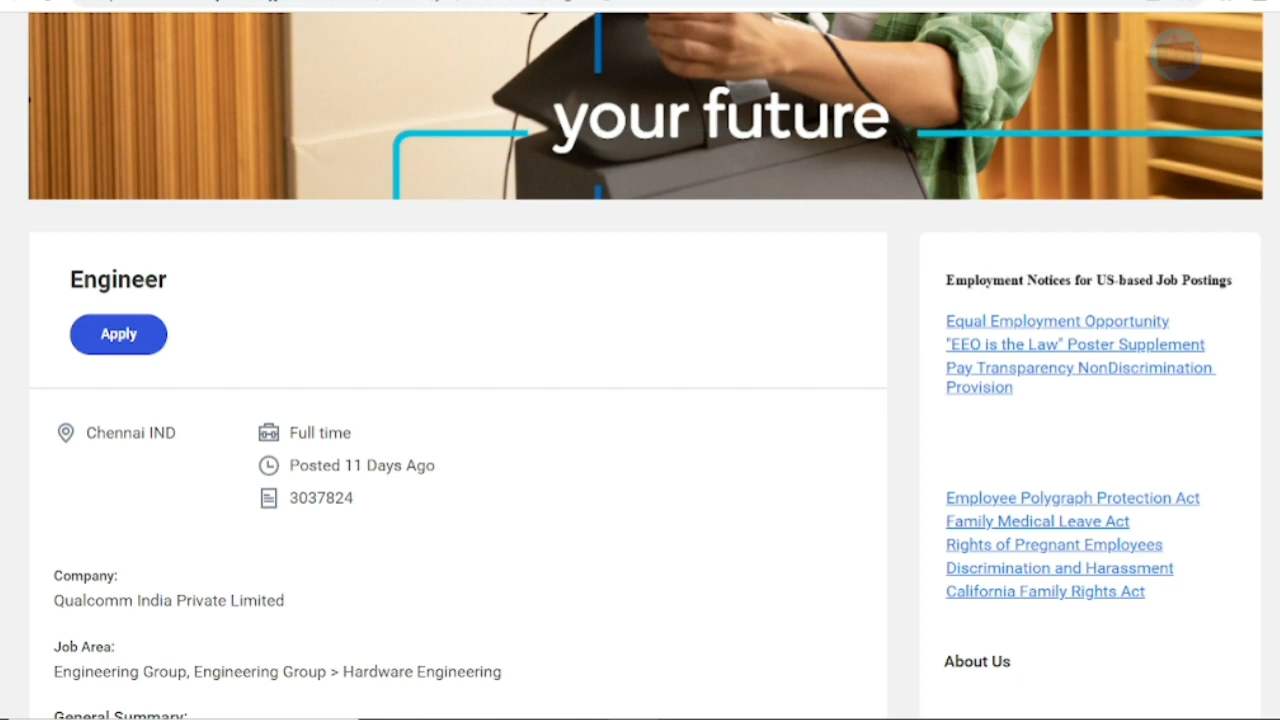 your future
Engineer
Apply
Chennai IND
Full time
Posted 11 Days Ago
3037824
Company:
Qualcomm India Private Limited
Job Area:
Engineering Group, Engineering Group > Hardware Engineering
General Summary:
Employment Notices for US-based Job Postings
Equal Employment Opportunity
"EEO is the Law" Poster Supplement
Pay Transparency NonDiscrimination
Provision
Employee Polygraph Protection Act
Family Medical Leave Act
Rights of Pregnant Employees
Discrimination and Harassment
California Family Rights Act
About Us